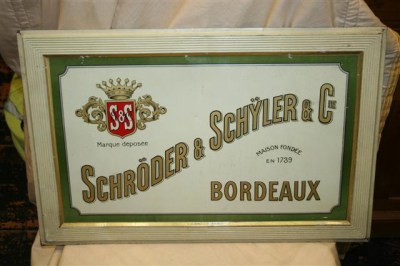 S&S
Marque déposée
SCHRÖDER & SCHŸLER & CIE
MAISON FONDÉE
EN 1739
BORDEAUX